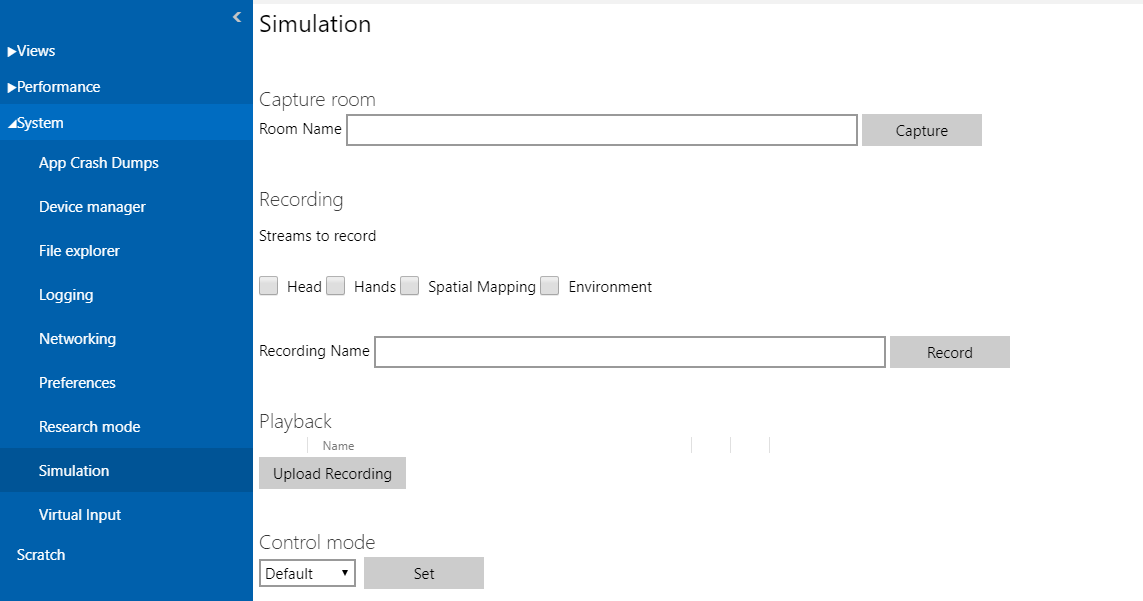 Views
Performance
System
App Crash Dumps
Device manager
File explorer
Logging
Networking
Preferences
Research mode
Simulation
Virtual Input
Scratch
Simulation
Capture room
Room Name Capture
Recording
Streams to record
Head Hands Spatial Mapping Environment
Recording Name Record
Playback
Name
Upload Recording
Control mode
Default Set